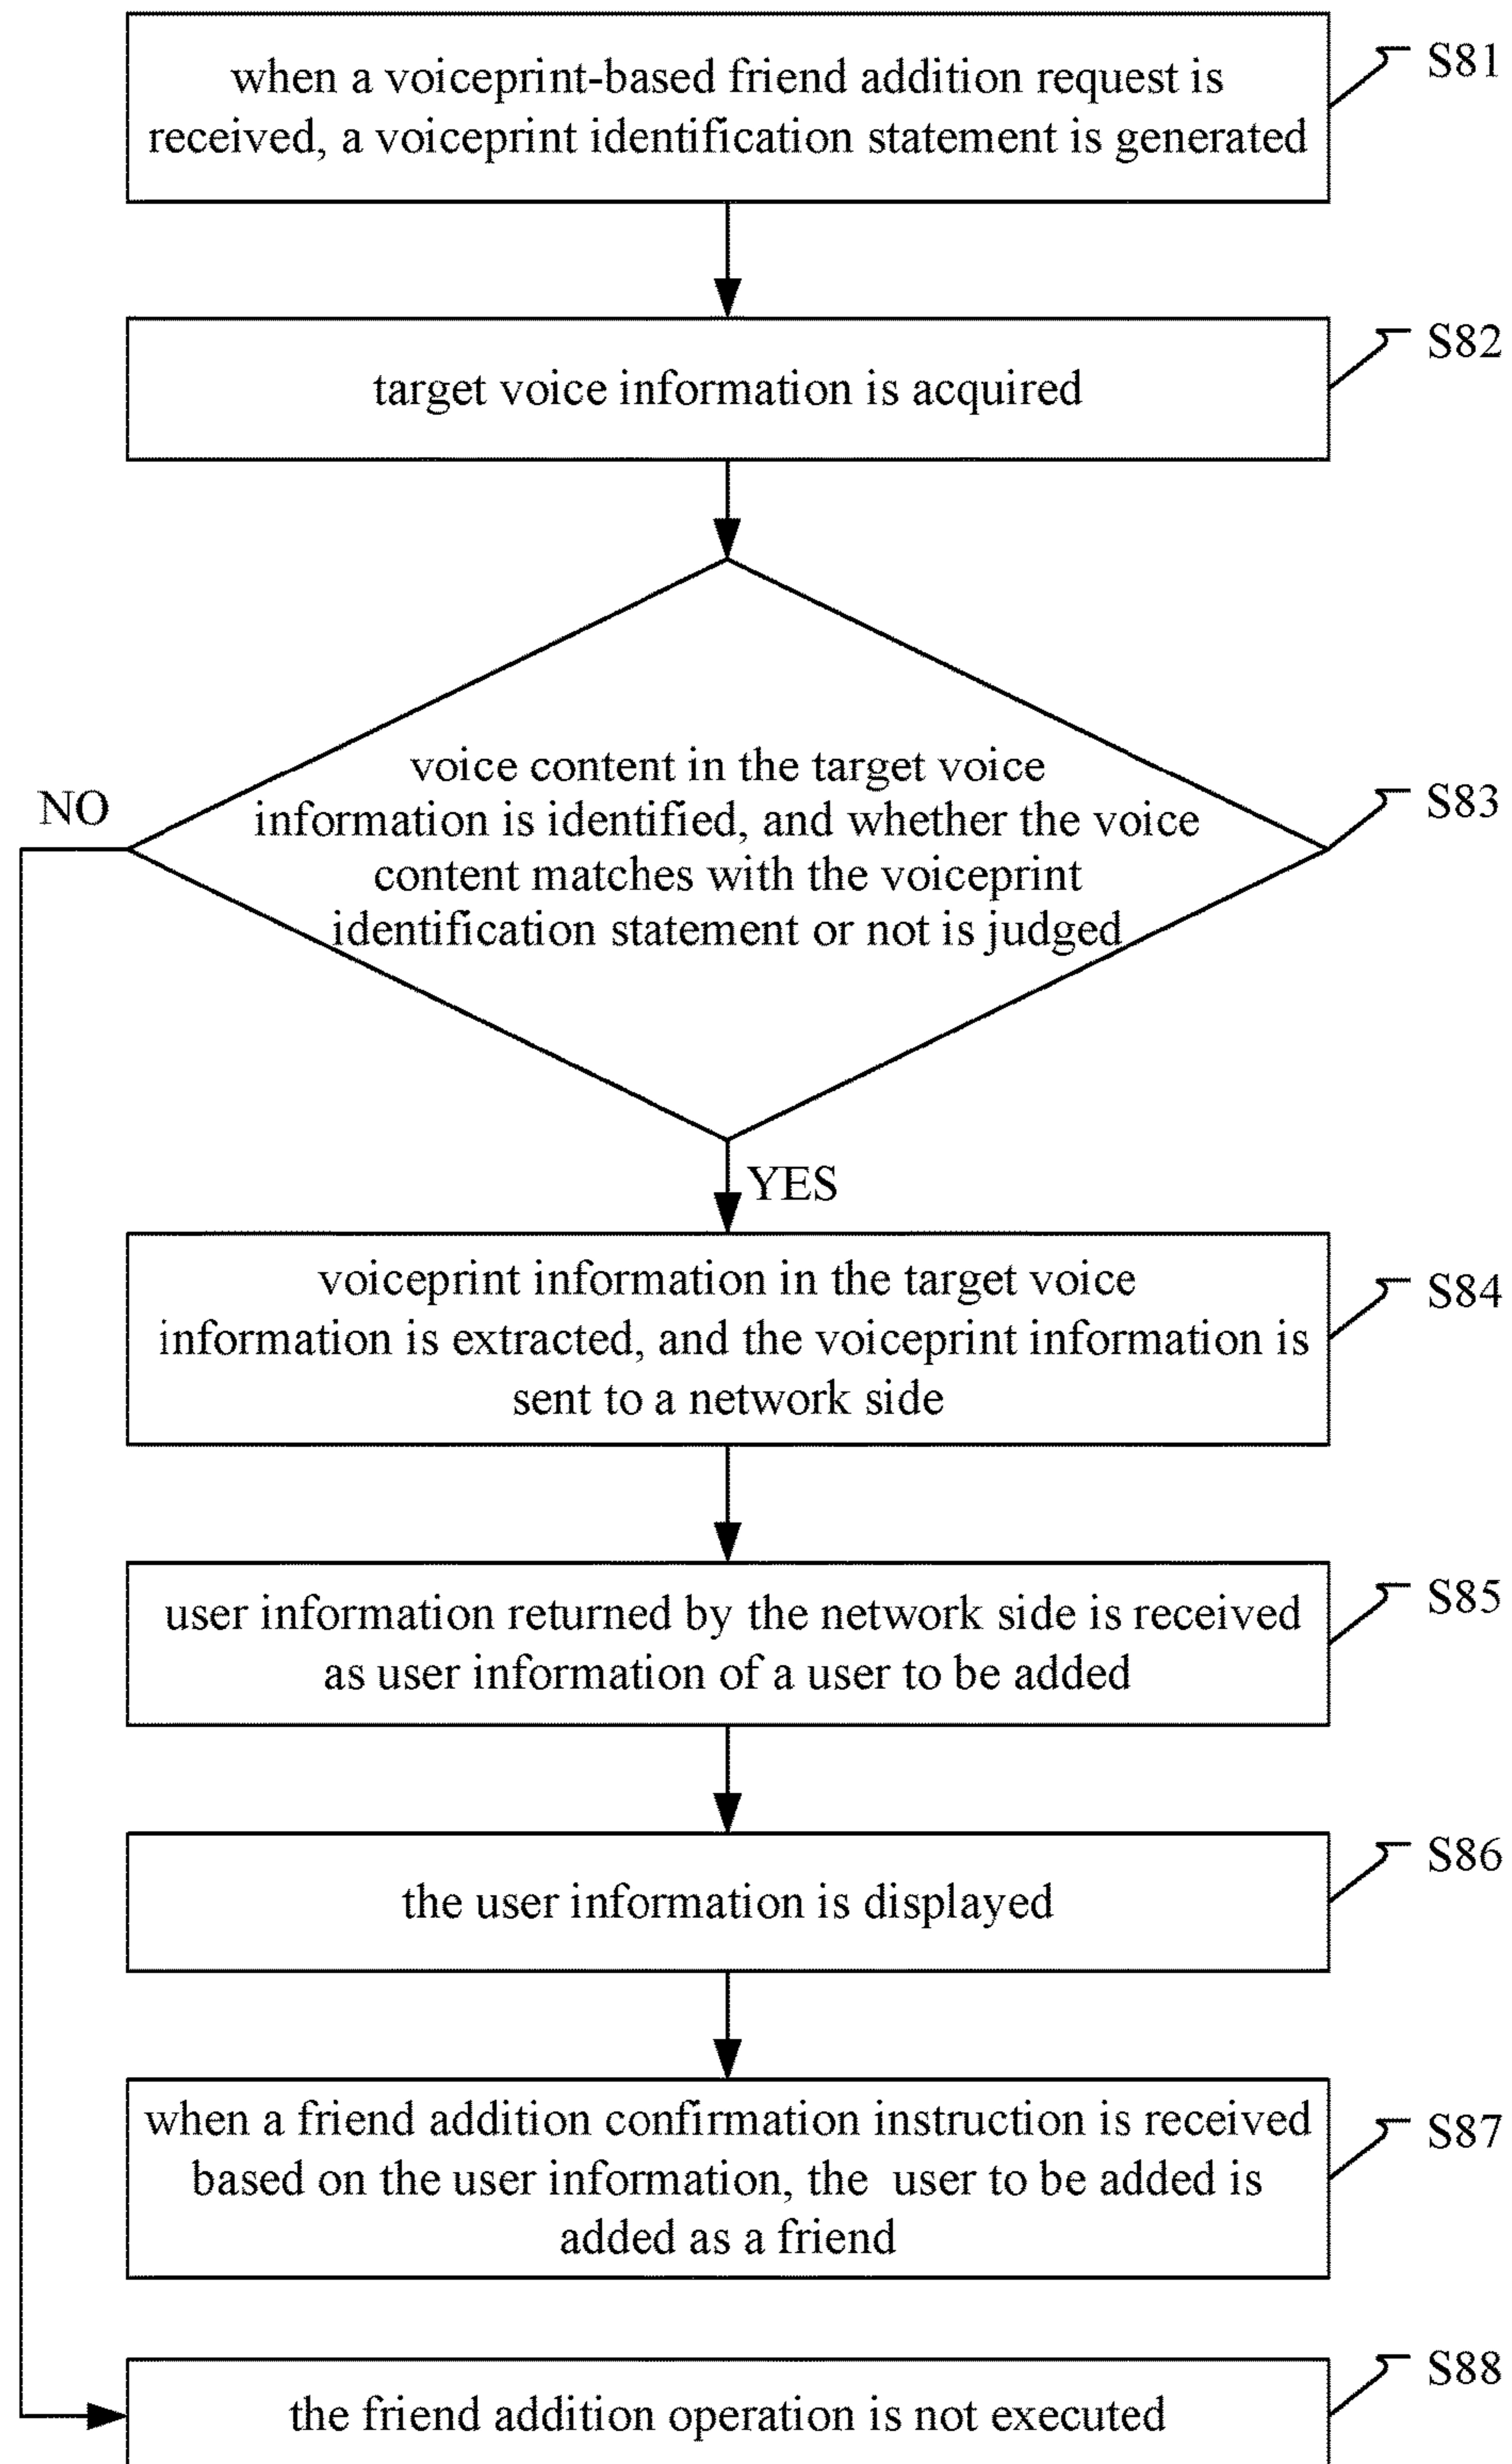 when a voiceprint-based friend addition request is
received, a voiceprint identification statement is generated
S81
target voice information is acquired
S82
voice content in the target voice
information is identified, and whether the voice
content matches with the voiceprint
identification statement or not is judged
S83
NO
YES
voiceprint information in the target voice
information is extracted, and the voiceprint information is
sent to a network side
S84
user information returned by the network side is received
as user information of a user to be added
S85
the user information is displayed
S86
when a friend addition confirmation instruction is received
based on the user information, the  user to be added is
added as a friend
S87
the friend addition operation is not executed
S88